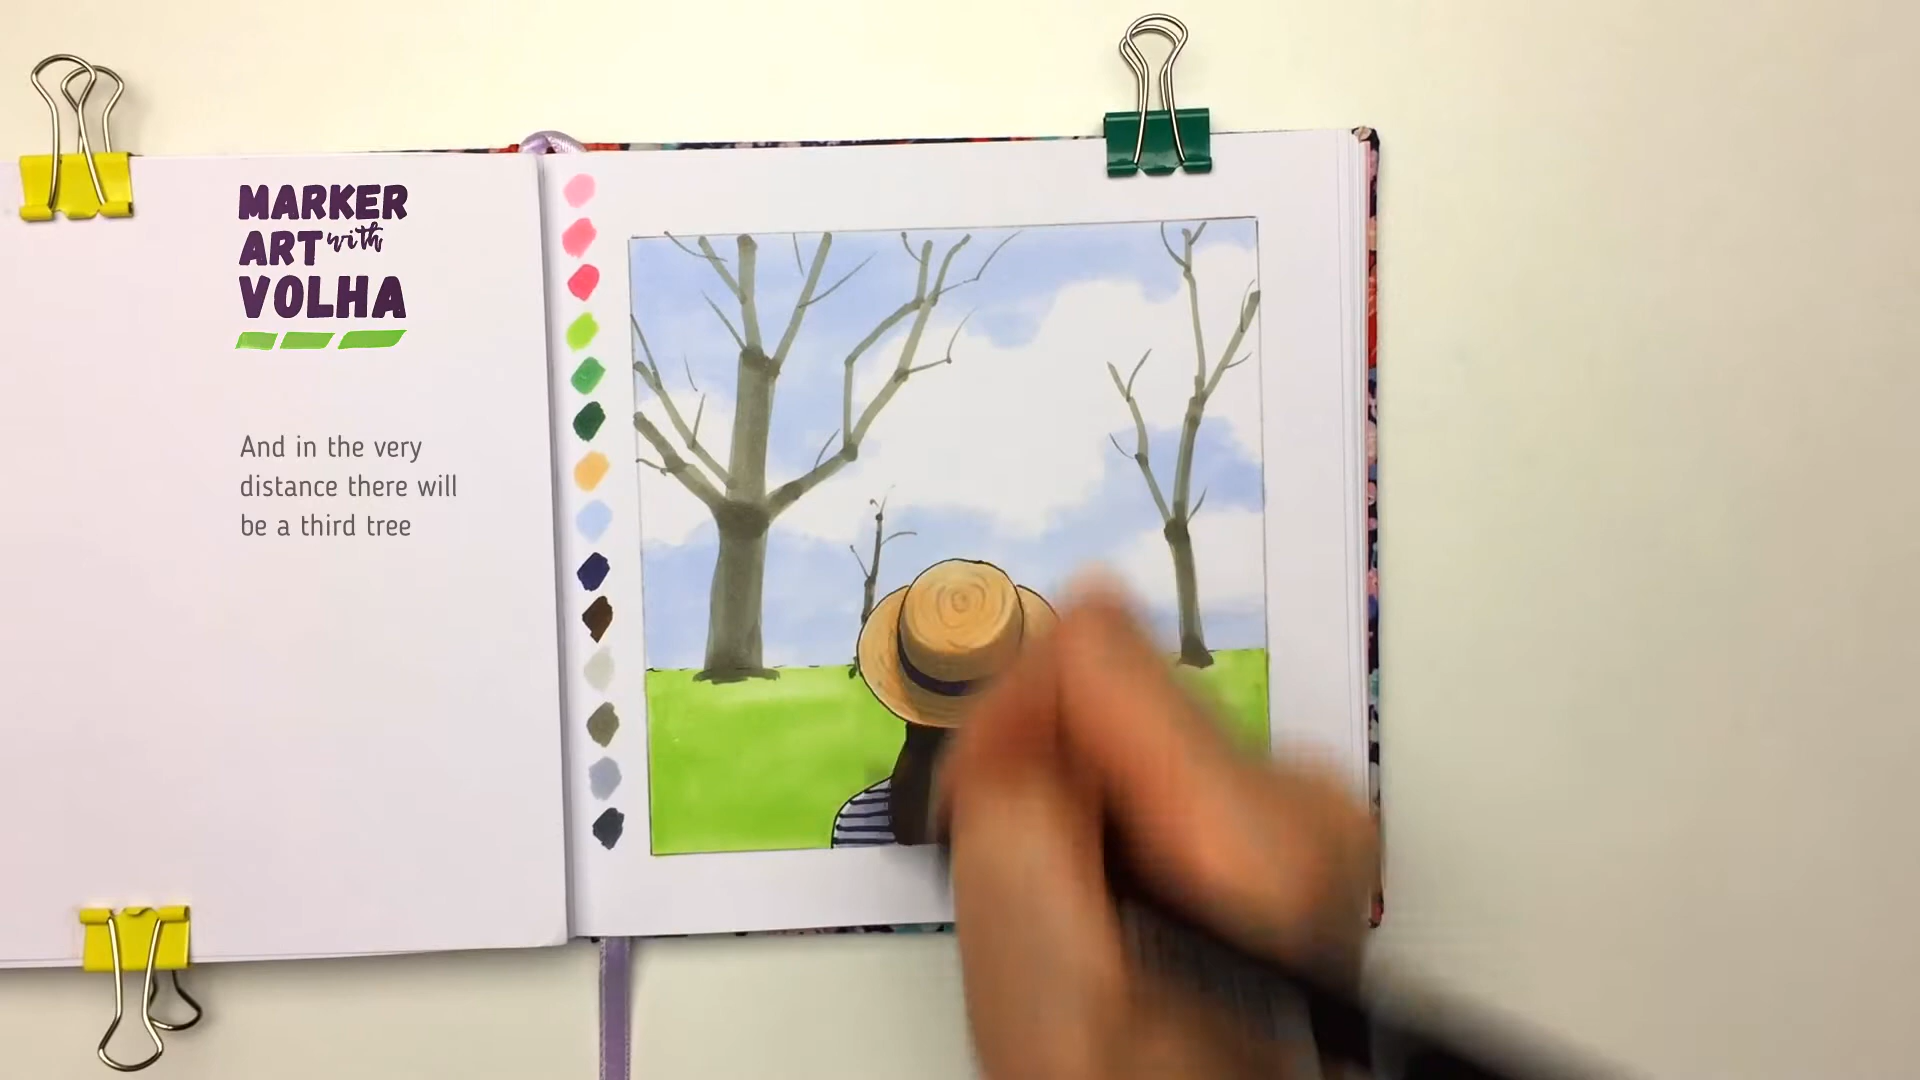 MARKER
ART with
VOLHA
And in the very
distance there will
be a third tree